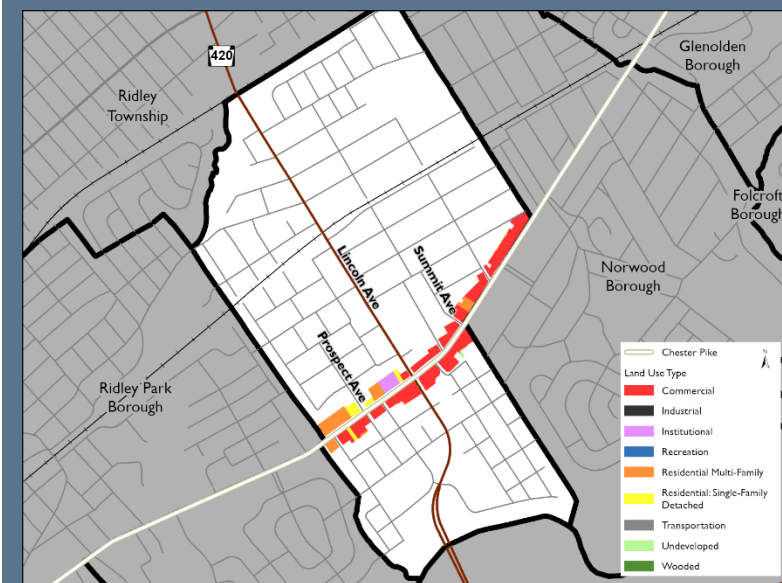 420
Glenolden
Borough
Ridley
Township
Folcroft
Borough
Norwood
Borough
Lincoln Ave
Summit Ave
Prospect Ave
Ridley Park
Borough
Chester Pike
N
Land Use Type
Commercial
Industrial
Institutional
Recreation
Residential Multi-Family
Residential: Single-Family
Detached
Transportation
Undeveloped
Wooded